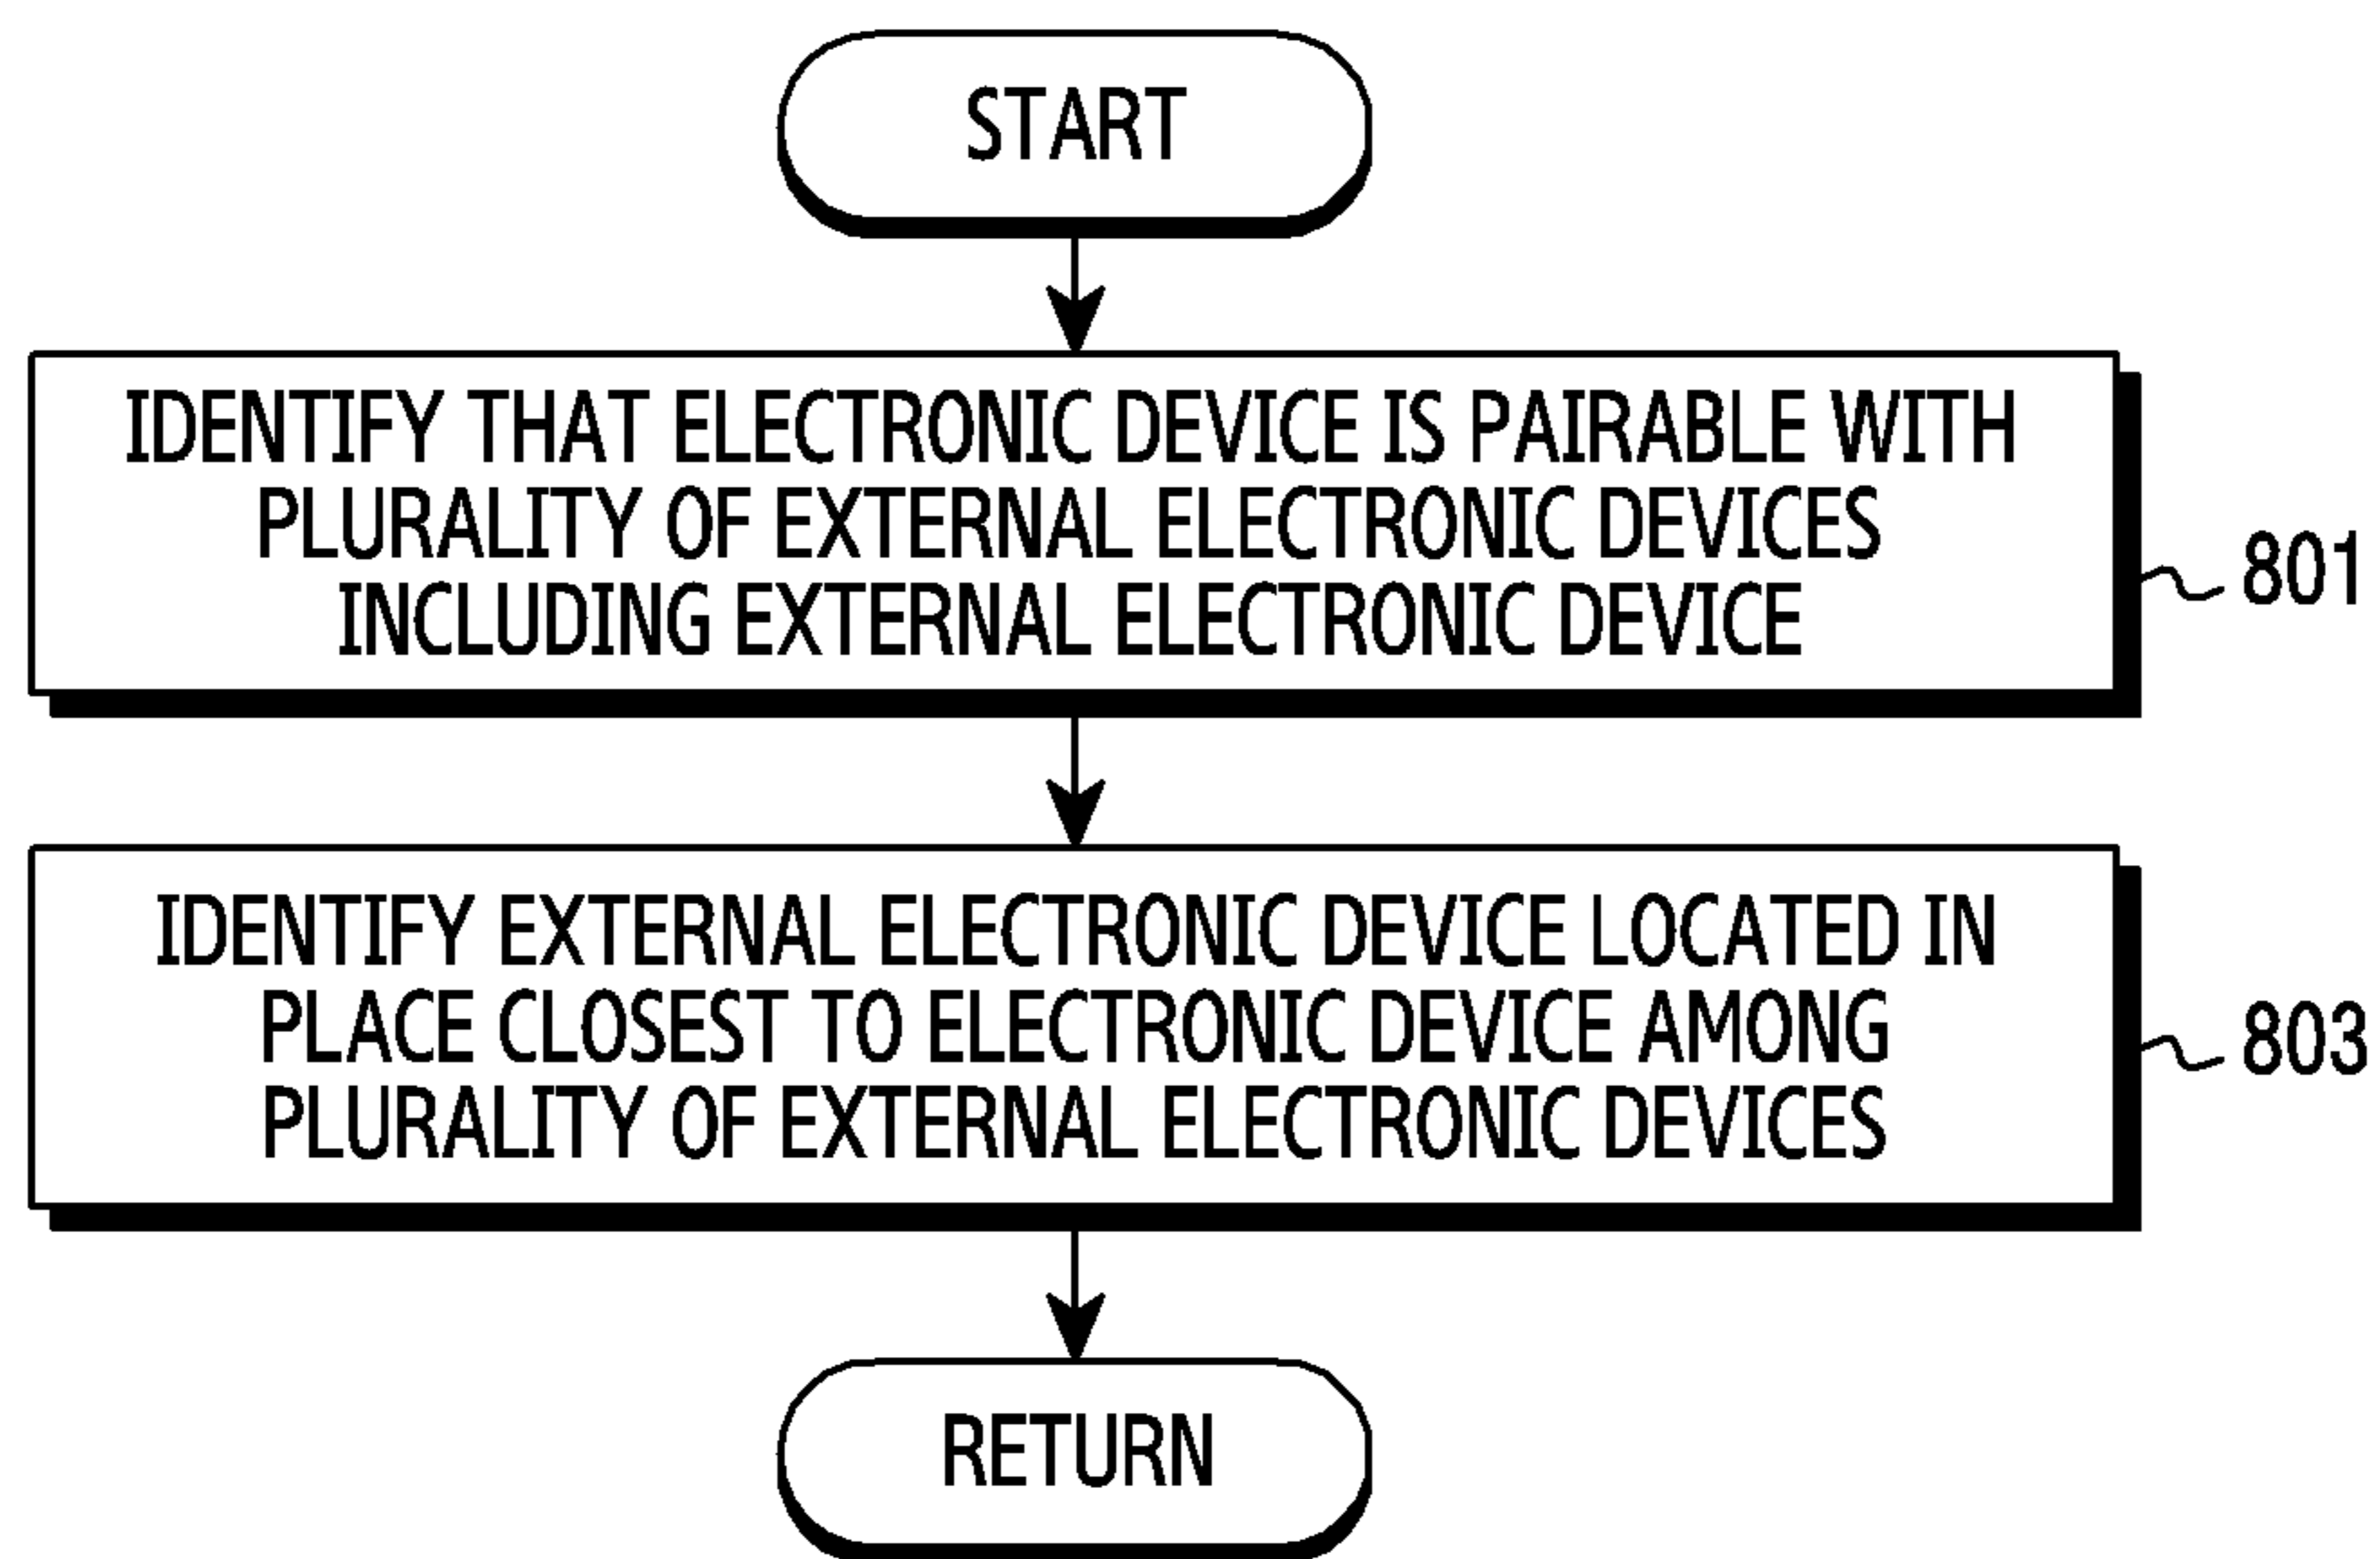 START
IDENTIFY THAT ELECTRONIC DEVICE IS PAIRABLE WITH
PLURALITY OF EXTERNAL ELECTRONIC DEVICES
INCLUDING EXTERNAL ELECTRONIC DEVICE
801
IDENTIFY EXTERNAL ELECTRONIC DEVICE LOCATED IN
PLACE CLOSEST TO ELECTRONIC DEVICE AMONG
PLURALITY OF EXTERNAL ELECTRONIC DEVICES
803
RETURN